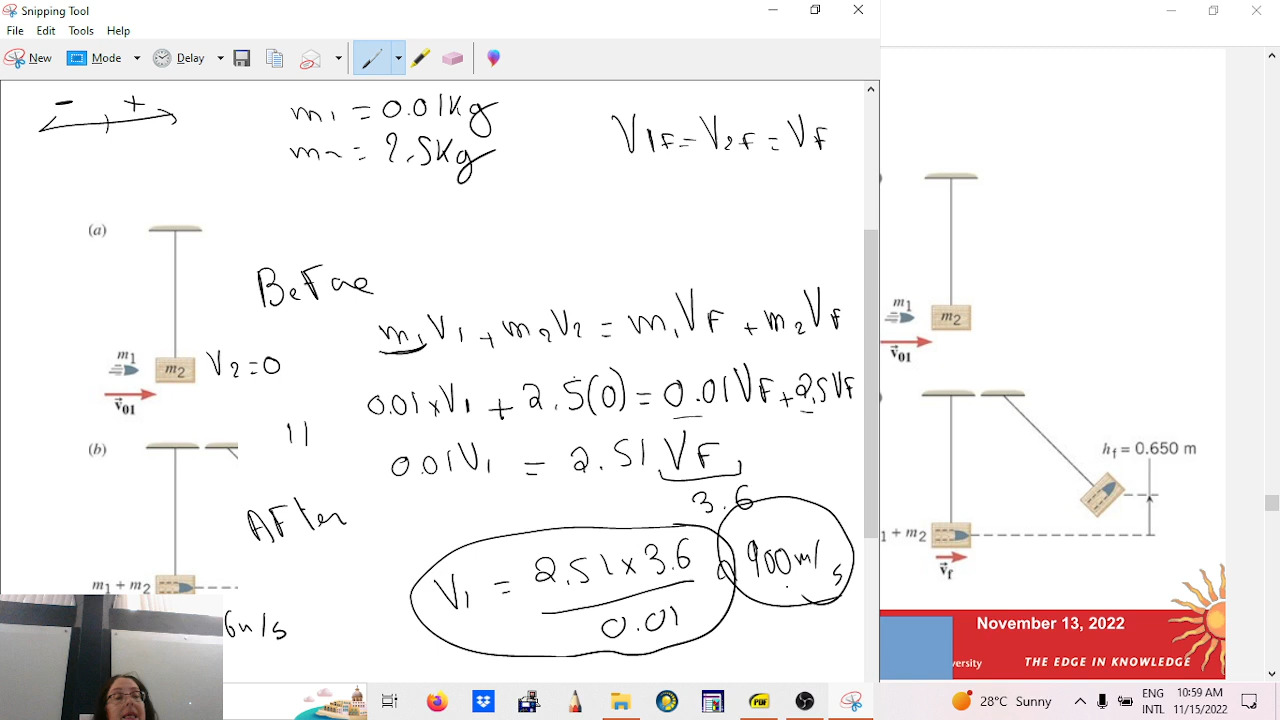 Snipping Tool
File Edit Tools Help
New Mode Delay
- +
m1 = 0.01Kg
m2 = 2.5Kg
V1F = V2F = VF
(a)
m1
m2
V2 = 0
v01
Before
m1V1 + m2V2 = m1VF + m2VF
0.01xV1 + 2.5(0) = 0.01VF + 2.5VF
0.01V1 = 2.51 VF
3.6
(b)
After
m1 + m2
V1 = 2.51 x 3.6
0.01
900m/s
6m/s
m1
m2
v01
hf = 0.650 m
1 + m2
vf
November 13, 2022
versity
THE EDGE IN KNOWLEDGE
PDF
28°C Sunny
ENG
INTL
10:59 AM
11/15/2022